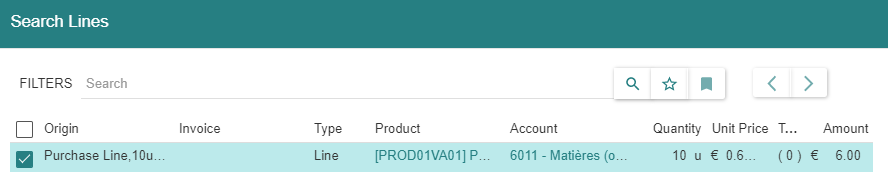 Search Lines
FILTERS Search
Origin Invoice Type Product Account Quantity Unit Price T... Amount
Purchase Line,10u... Line [PROD01VA01] P... 6011 - Matières (o... 10 u € 0.6... ( 0 ) € 6.00